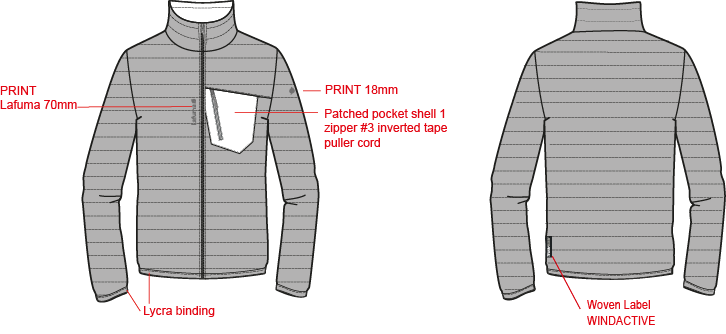 PRINT
Lafuma 70mm
Lafuma
PRINT 18mm
Patched pocket shell 1
zipper #3 inverted tape
puller cord
Lycra binding
Woven Label
WINDACTIVE